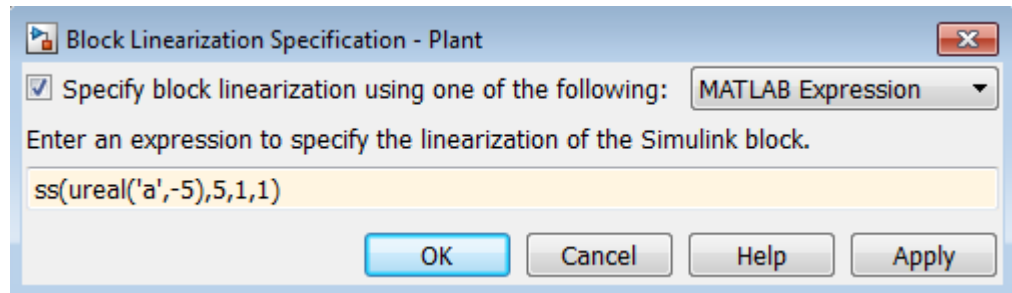 Block Linearization Specification - Plant
Specify block linearization using one of the following: MATLAB Expression
Enter an expression to specify the linearization of the Simulink block.
ss(ureal('a',-5),5,1,1)
OK Cancel Help Apply